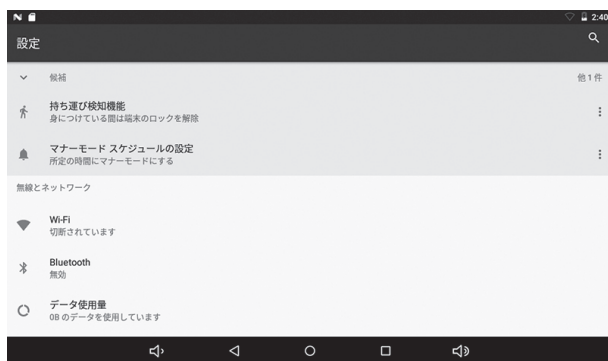 2:40
設定
候補
他 1 件
持ち運び検知機能
身につけている間は端末のロックを解除
マナーモード スケジュールの設定
所定の時間にマナーモードにする
無線とネットワーク
Wi-Fi
切断されています
Bluetooth
無効
データ使用量
0B のデータを使用しています